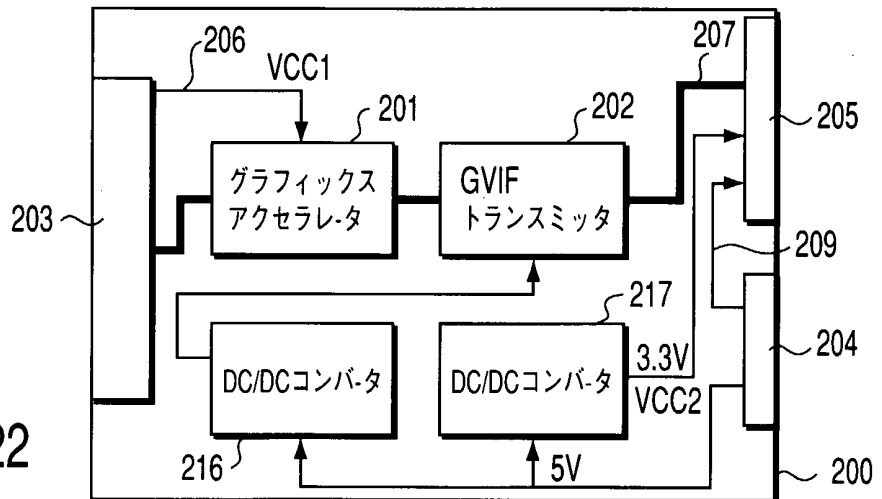 206
VCC1
207
201
202
205
グラフィックス
アクセラレ-タ
GVIF
トランスミッタ
203
209
217
204
DC/DCコンバ-タ
DC/DCコンバ-タ
3.3V
VCC2
22
216
5V
200